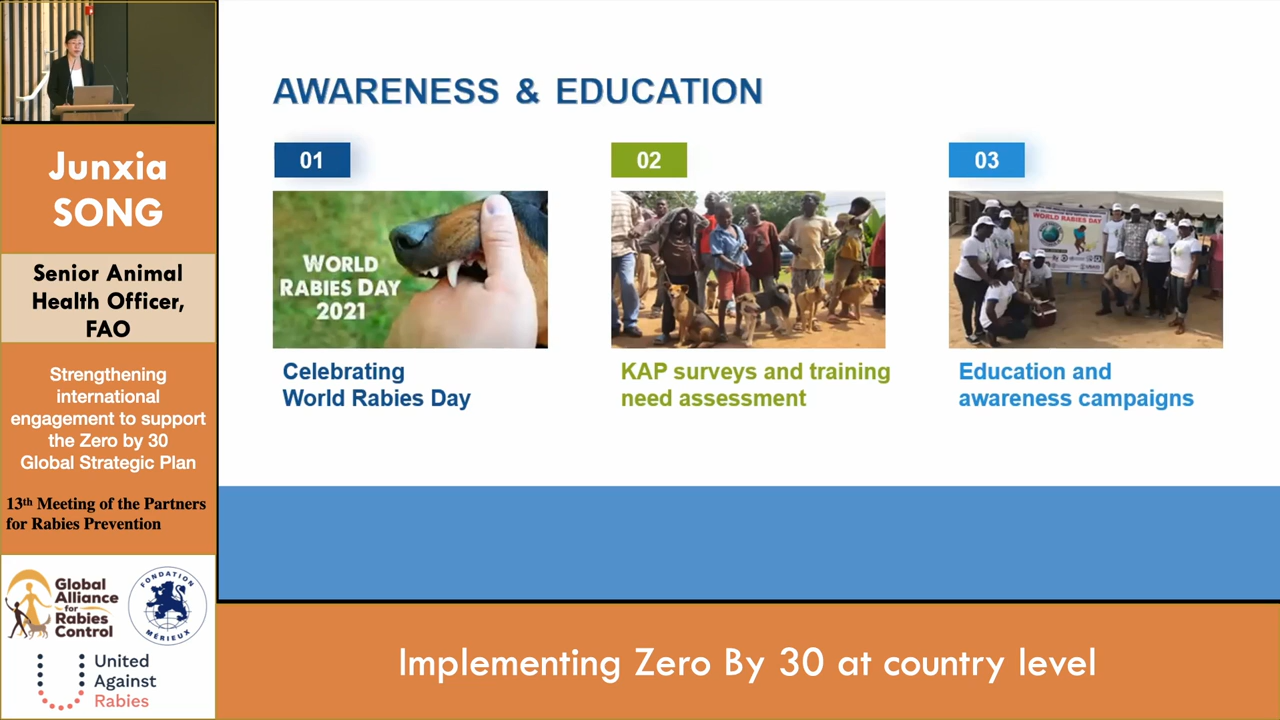 Junxia
SONG
Senior Animal
Health Officer,
FAO
Strengthening
international
engagement to support
the Zero by 30
Global Strategic Plan
13th Meeting of the Partners
for Rabies Prevention
Global
Alliance
for
Rabies
Control
FONDATION
MÉRIEUX
United
Against
Rabies
AWARENESS & EDUCATION
01
WORLD
RABIES DAY
2021
Celebrating
World Rabies Day
02
KAP surveys and training
need assessment
03
WORLD RABIES DAY
Education and
awareness campaigns
Implementing Zero By 30 at country level